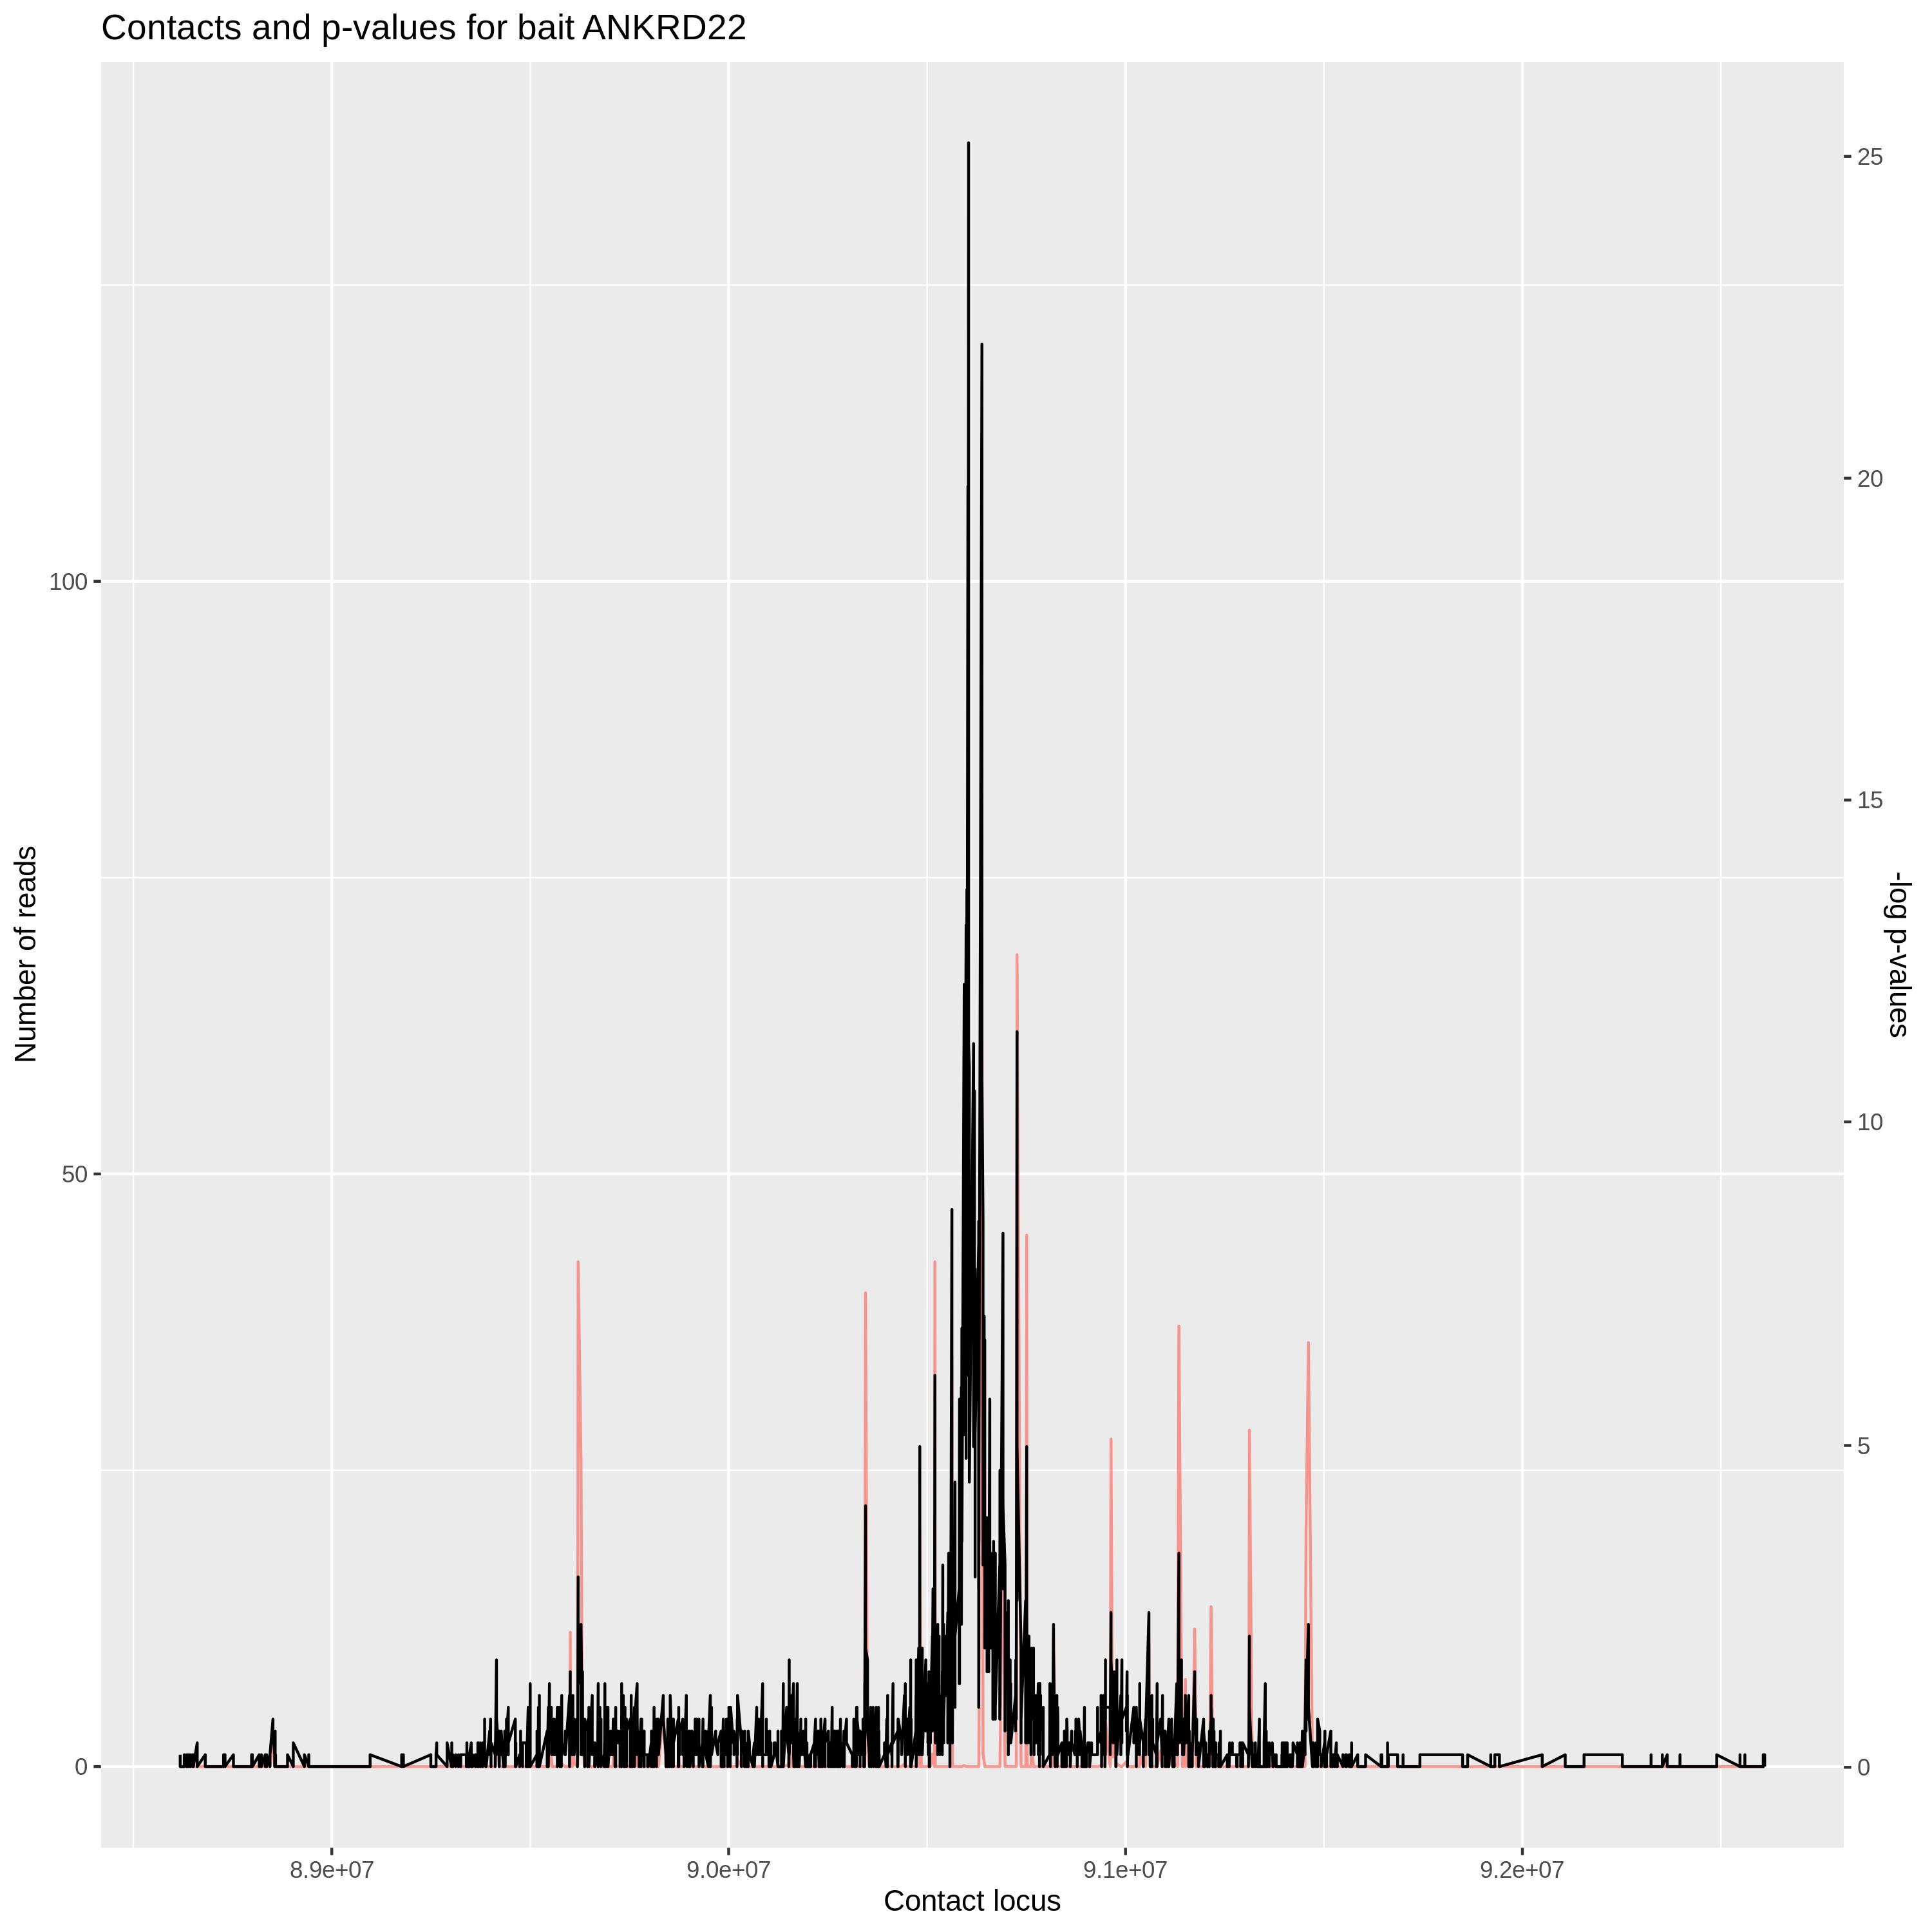 Contacts and p-values for bait ANKRD22
Number of reads
100
50
0
25
20
15
10
5
0
-log p-values
8.9e+07
9.0e+07
9.1e+07
9.2e+07
Contact locus